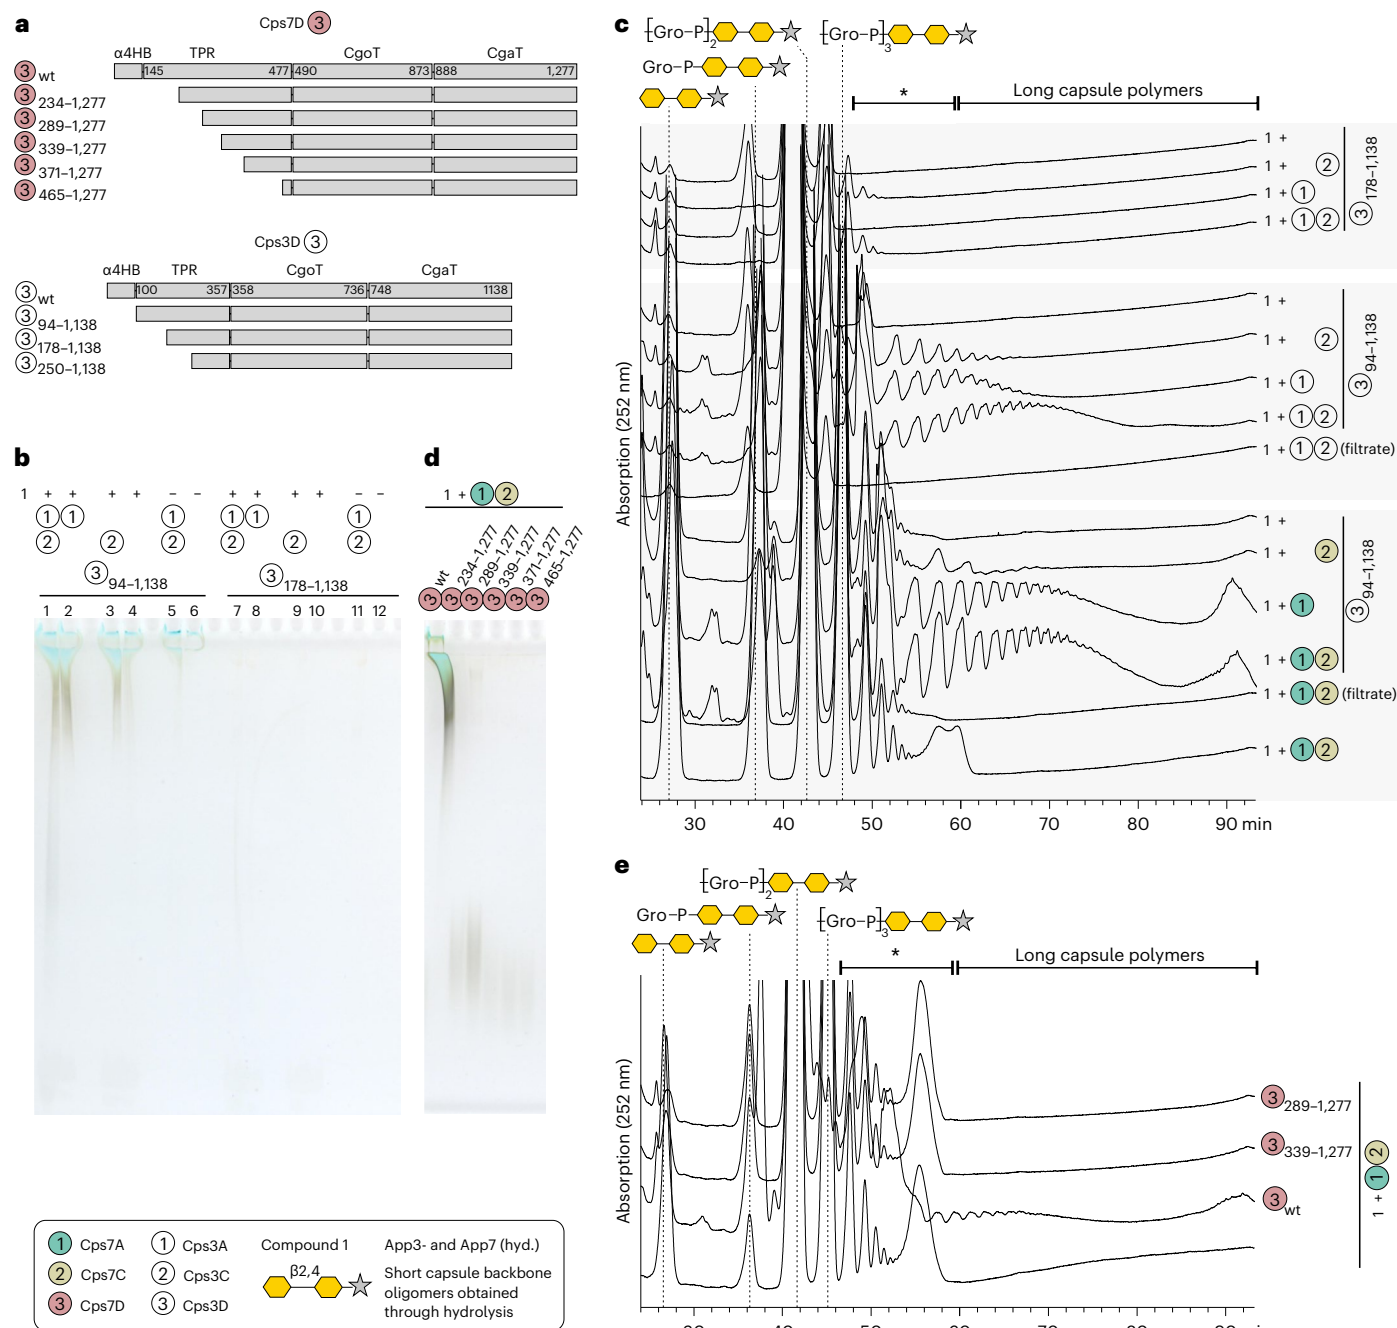 a
Cps7D 3
α4HB TPR CgoT CgaT
3 wt 145 477 490 873 888 1,277
3 234–1,277
3 289–1,277
3 339–1,277
3 371–1,277
3 465–1,277
Cps3D 3
α4HB TPR CgoT CgaT
3 wt 100 357 358 736 748 1138
3 94–1,138
3 178–1,138
3 250–1,138
b
1 + + + + – – + + + + – –
1 1 1 1 1 1
2 2 2 2 2 2
3 94–1,138 3 178–1,138
1 2 3 4 5 6 7 8 9 10 11 12
d
1 + 1 2
wt 234–1,277 289–1,277 339–1,277 371–1,277 465–1,277
3 3 3 3 3 3
c
[Gro–P]2 [Gro–P]3
Gro–P
* Long capsule polymers
Absorption (252 nm)
1 +
1 + 2
1 + 1
1 + 1 2
3 178–1,138
1 +
1 + 2
1 + 1
1 + 1 2
3 94–1,138
1 + 1 2 (filtrate)
1 +
1 + 2
1 + 1
1 + 1 2
3 94–1,138
1 + 1 2 (filtrate)
1 + 1 2
30 40 50 60 70 80 90 min
e
[Gro–P]2
Gro–P [Gro–P]3
* Long capsule polymers
Absorption (252 nm)
3 289–1,277
3 339–1,277
3 wt
1 + 1 2
1 Cps7A 1 Cps3A Compound 1 App3- and App7 (hyd.)
2 Cps7C 2 Cps3C β2,4 Short capsule backbone
oligomers obtained
3 Cps7D 3 Cps3D through hydrolysis